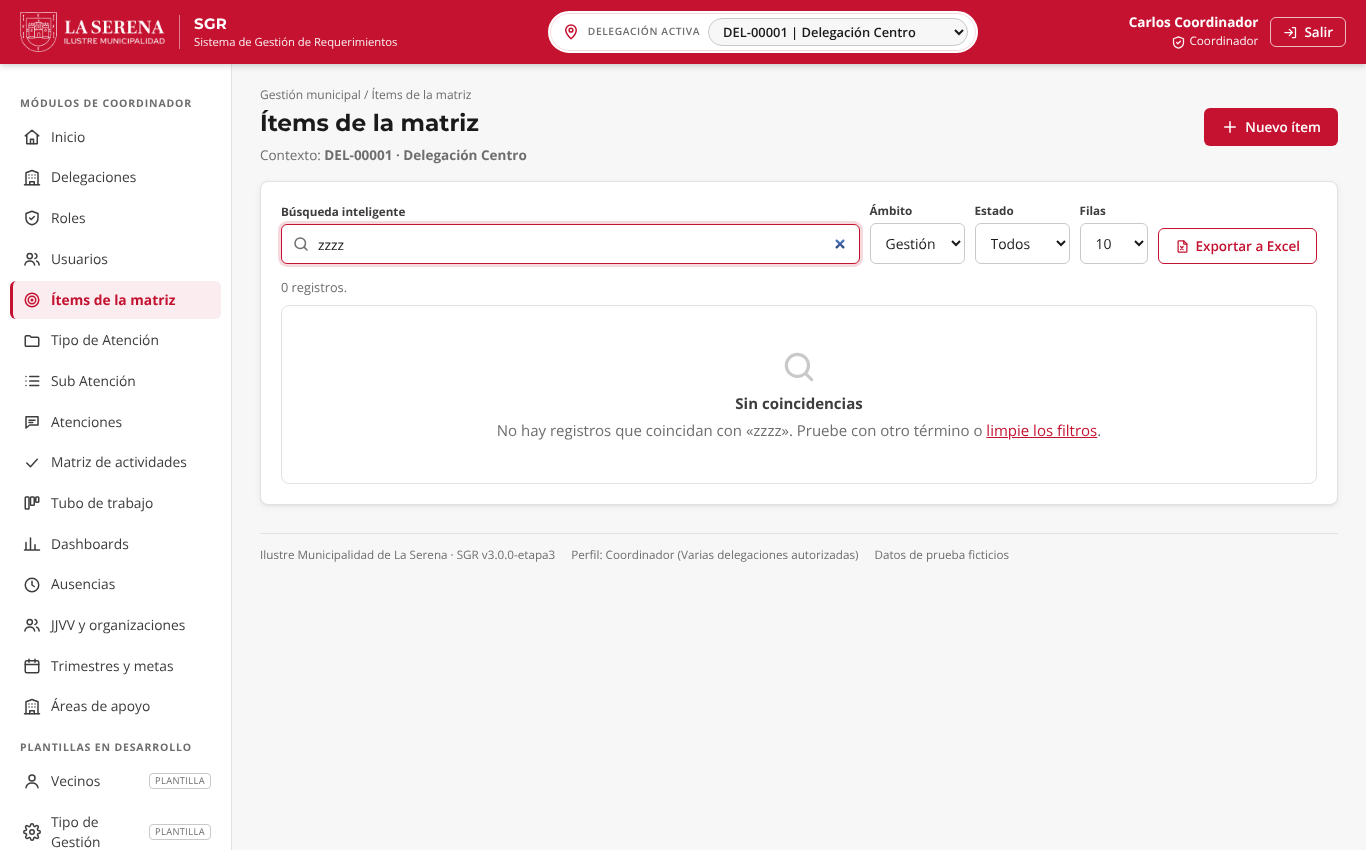 LA SERENA
ILUSTRE MUNICIPALIDAD
SGR
Sistema de Gestión de Requerimientos
DELEGACIÓN ACTIVA
DEL-00001 | Delegación Centro
Carlos Coordinador
Coordinador
Salir
MÓDULOS DE COORDINADOR
Inicio
Delegaciones
Roles
Usuarios
Ítems de la matriz
Tipo de Atención
Sub Atención
Atenciones
Matriz de actividades
Tubo de trabajo
Dashboards
Ausencias
JJVV y organizaciones
Trimestres y metas
Áreas de apoyo
PLANTILLAS EN DESARROLLO
Vecinos PLANTILLA
Tipo de
Gestión PLANTILLA
Gestión municipal / Ítems de la matriz
Ítems de la matriz
Contexto: DEL-00001 · Delegación Centro
Nuevo ítem
Búsqueda inteligente
zzzz
Ámbito
Gestión
Estado
Todos
Filas
10
Exportar a Excel
0 registros.
Sin coincidencias
No hay registros que coincidan con «zzzz». Pruebe con otro término o limpie los filtros.
Ilustre Municipalidad de La Serena · SGR v3.0.0-etapa3 Perfil: Coordinador (Varias delegaciones autorizadas) Datos de prueba ficticios